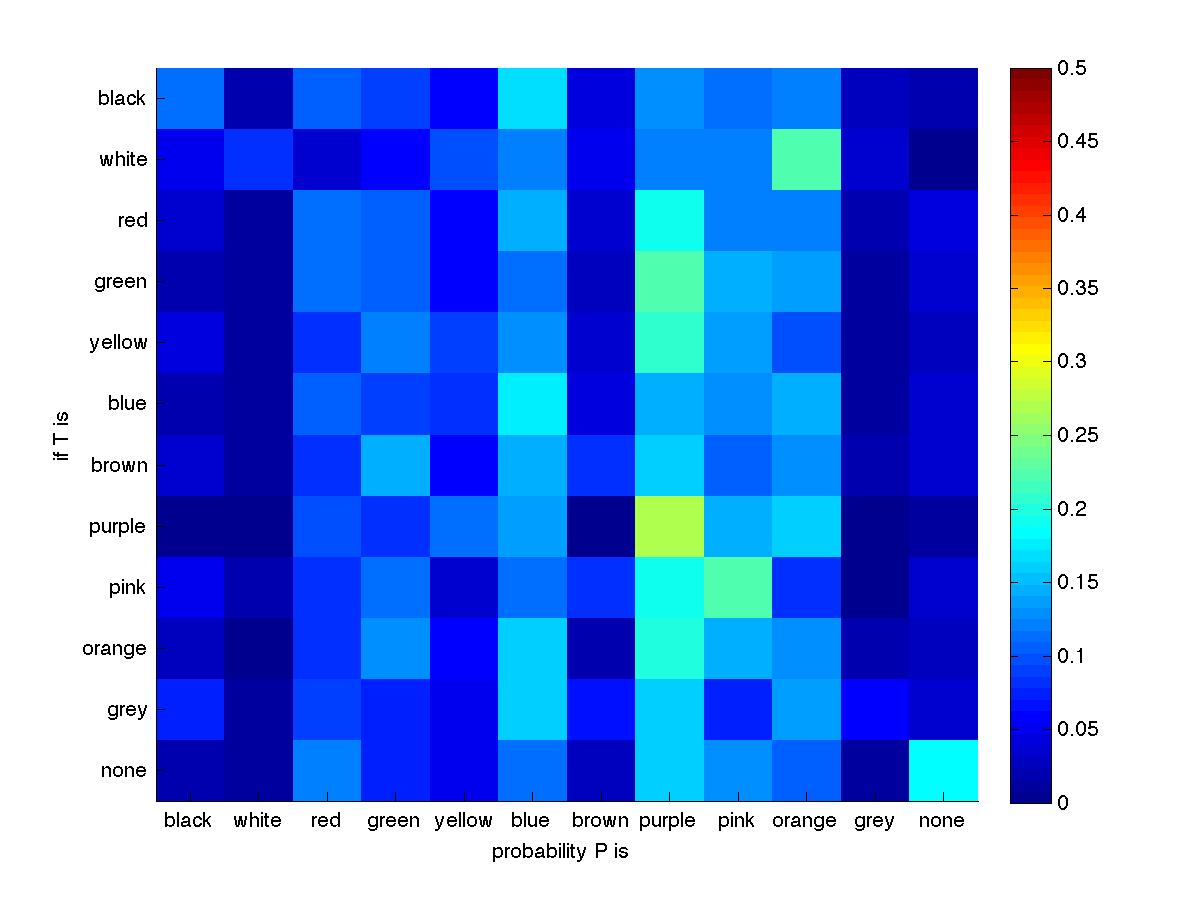 black
white
red
green
yellow
blue
brown
purple
pink
orange
grey
none
if T is
black white red green yellow blue brown purple pink orange grey none
probability P is
0.5
0.45
0.4
0.35
0.3
0.25
0.2
0.15
0.1
0.05
0